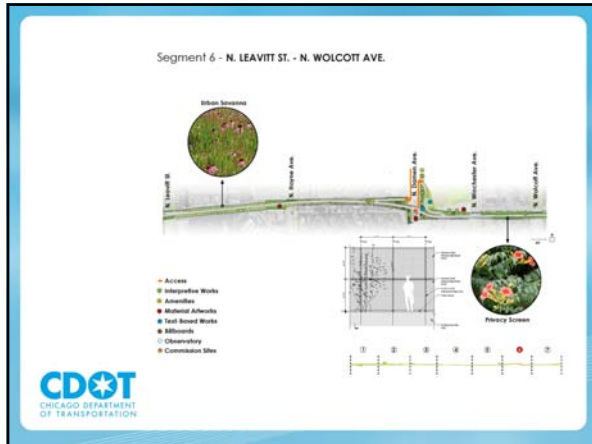 Segment 6 - N. LEAVITT ST. - N. WOLCOTT AVE.
Urban Savanna
N. Leavitt St.
N. Hoyne Ave.
N. Damen Ave.
N. Winchester Ave.
N. Wolcott Ave.
Access
Interpretive Works
Amenities
Material Artworks
Text-Based Works
Billboards
Observatory
Commission Sites
Privacy Screen
1 2 3 4 5 6 7
CDOT
CHICAGO DEPARTMENT
OF TRANSPORTATION